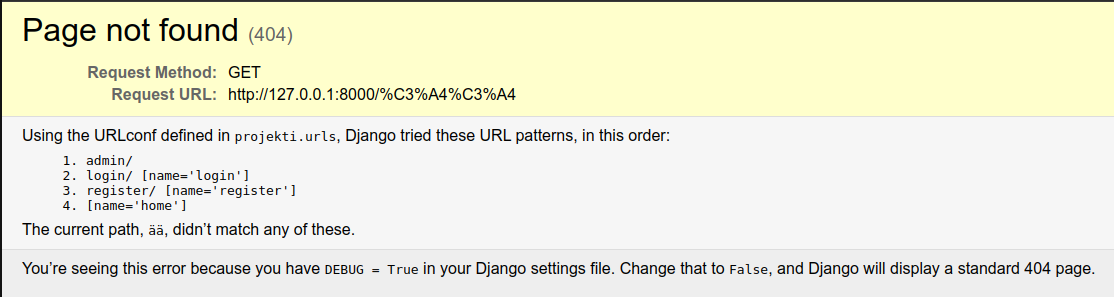 Page not found (404)
Request Method: GET
Request URL: http://127.0.0.1:8000/%C3%A4%C3%A4
Using the URLconf defined in projekti.urls, Django tried these URL patterns, in this order:
1. admin/
2. login/ [name='login']
3. register/ [name='register']
4. [name='home']
The current path, ää, didn’t match any of these.
You’re seeing this error because you have DEBUG = True in your Django settings file. Change that to False, and Django will display a standard 404 page.